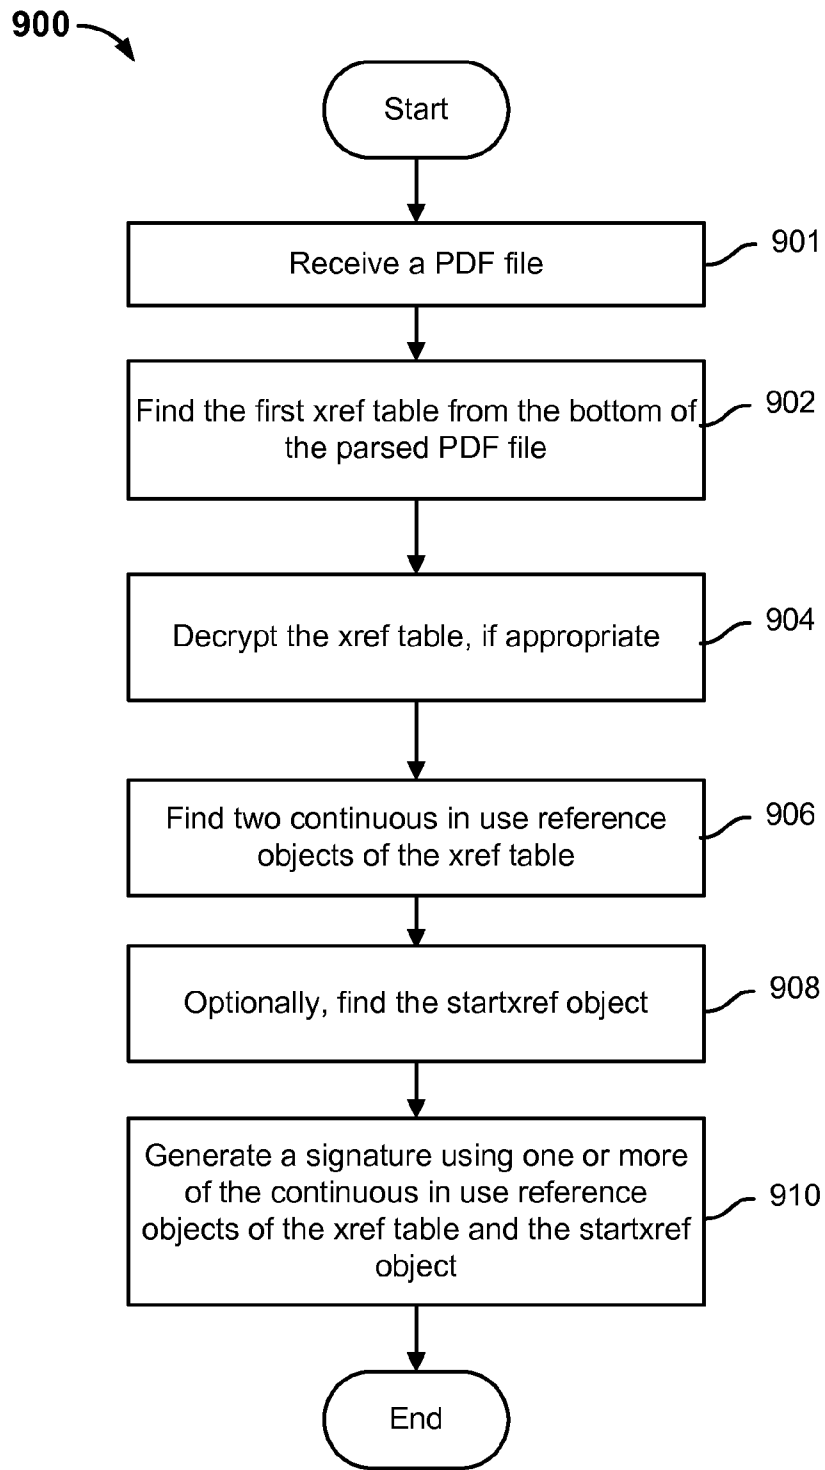 900
Start
Receive a PDF file
901
Find the first xref table from the bottom of
the parsed PDF file
902
Decrypt the xref table, if appropriate
904
Find two continuous in use reference
objects of the xref table
906
Optionally, find the startxref object
908
Generate a signature using one or more
of the continuous in use reference
objects of the xref table and the startxref
object
910
End